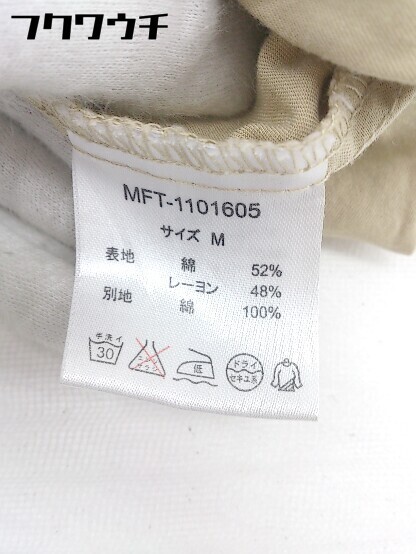 フクワウチ
MFT-1101605
サイズ M
表地 綿 52%
レーヨン 48%
別地 綿 100%
手洗イ
30
低
ドライ
セキユ系